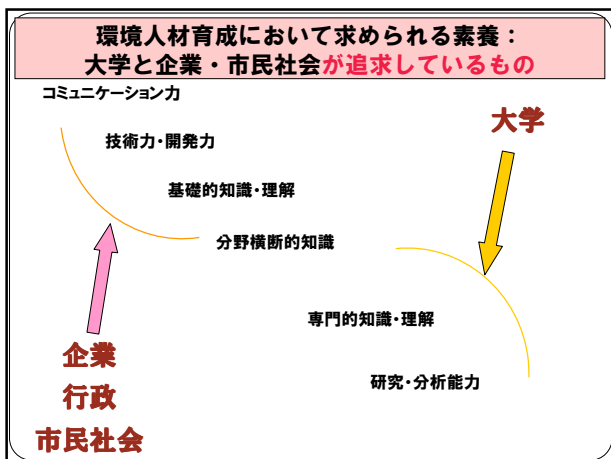 環境人材育成において求められる素養：
大学と企業・市民社会が追求しているもの
コミュニケーション力
大学
技術力・開発力
基礎的知識・理解
分野横断的知識
専門的知識・理解
企業
行政
市民社会
研究・分析能力